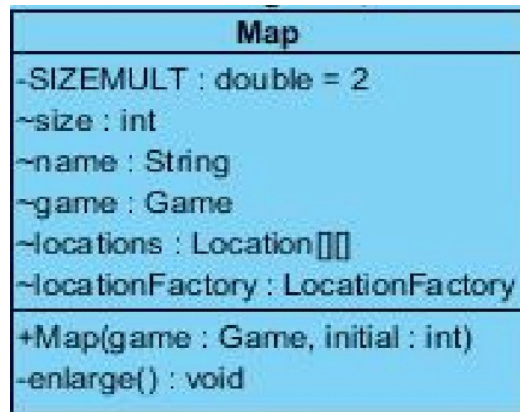 Map
-SIZEMULT : double = 2
~size : int
~name : String
~game : Game
~locations : Location[][]
~locationFactory : LocationFactory
+Map(game : Game, initial : int)
-enlarge() : void